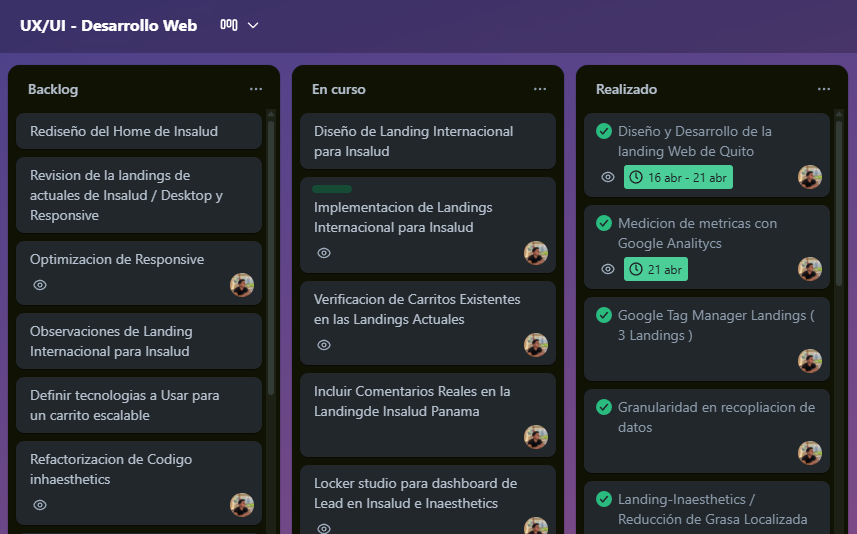 UX/UI - Desarrollo Web
Backlog
Rediseño del Home de Insalud
Revision de la landings de
actuales de Insalud / Desktop y
Responsive
Optimizacion de Responsive
Observaciones de Landing
Internacional para Insalud
Definir tecnologias a Usar para
un carrito escalable
Refactorizacion de Codigo
inhaesthetics
En curso
Diseño de Landing Internacional
para Insalud
Implementacion de Landings
Internacional para Insalud
Verificacion de Carritos Existentes
en las Landings Actuales
Incluir Comentarios Reales en la
Landingde Insalud Panama
Locker studio para dashboard de
Lead en Insalud e Inaesthetics
Realizado
Diseño y Desarrollo de la
landing Web de Quito
16 abr - 21 abr
Medicion de metricas con
Google Analitycs
21 abr
Google Tag Manager Landings (
3 Landings )
Granularidad en recopliacion de
datos
Landing-Inaesthetics /
Reducción de Grasa Localizada